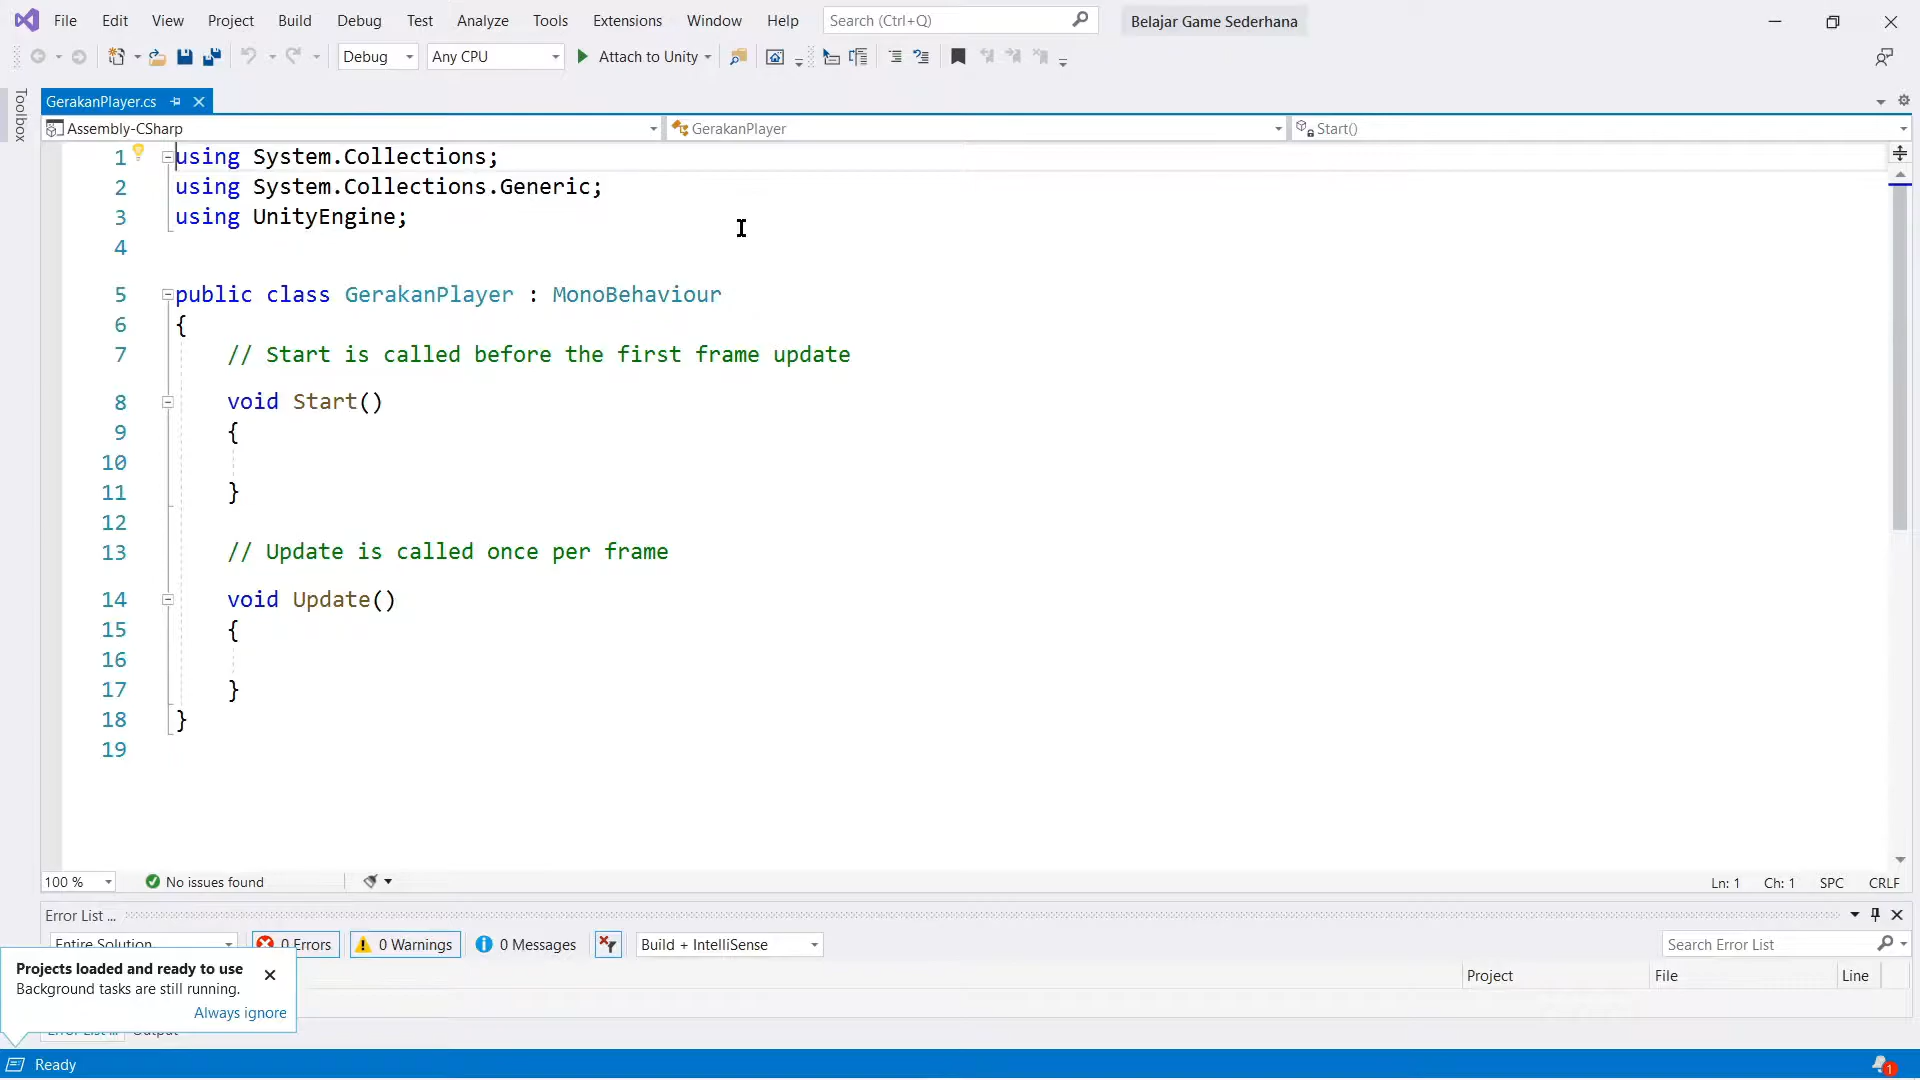 File Edit View Project Build Debug Test Analyze Tools Extensions Window Help Search (Ctrl+Q) Belajar Game Sederhana
Debug Any CPU Attach to Unity
Toolbox
GerakanPlayer.cs
Assembly-CSharp GerakanPlayer Start()
1 using System.Collections;
2 using System.Collections.Generic;
3 using UnityEngine;
4
5 public class GerakanPlayer : MonoBehaviour
6 {
7 // Start is called before the first frame update
8 void Start()
9 {
10
11 }
12
13 // Update is called once per frame
14 void Update()
15 {
16
17 }
18 }
19
100 % No issues found Ln: 1 Ch: 1 SPC CRLF
Error List ...
Entire Solution 0 Errors 0 Warnings 0 Messages Build + IntelliSense Search Error List
Project File Line
Projects loaded and ready to use
Background tasks are still running.
Always ignore
Error List ... Output
Ready 1